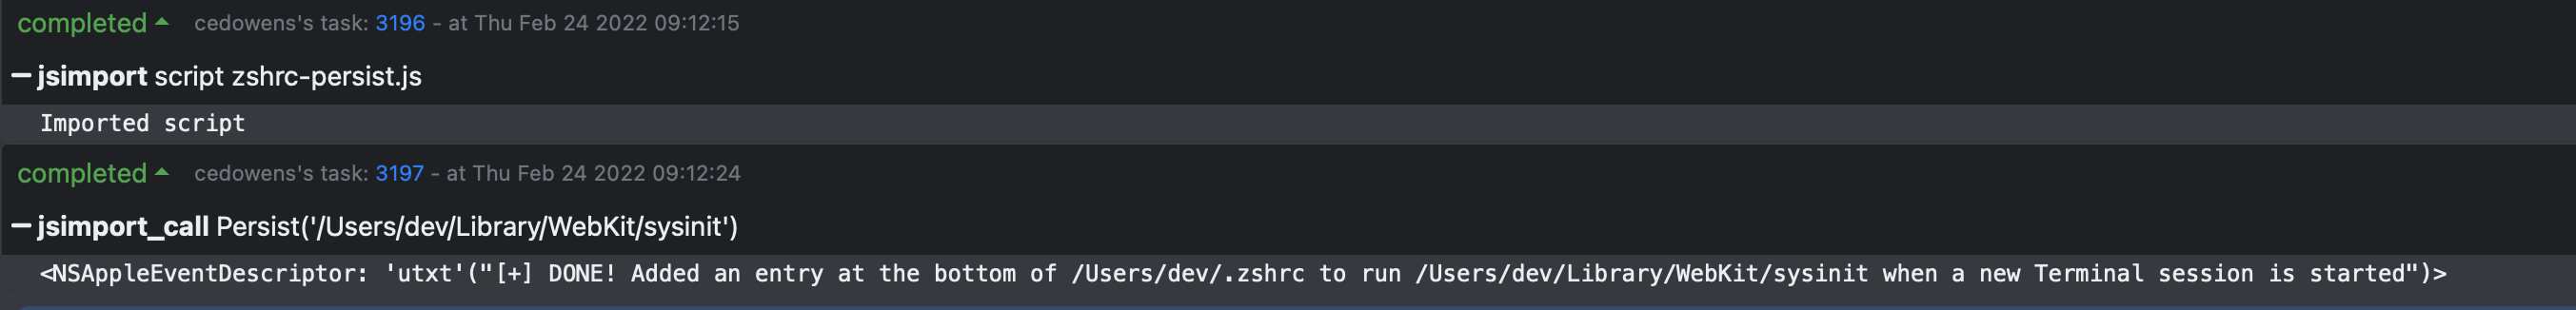 completed cedowens's task: 3196 - at Thu Feb 24 2022 09:12:15
jsimport script zshrc-persist.js
Imported script
completed cedowens's task: 3197 - at Thu Feb 24 2022 09:12:24
jsimport_call Persist('/Users/dev/Library/WebKit/sysinit')
<NSAppleEventDescriptor: 'utxt'("[+] DONE! Added an entry at the bottom of /Users/dev/.zshrc to run /Users/dev/Library/WebKit/sysinit when a new Terminal session is started")>